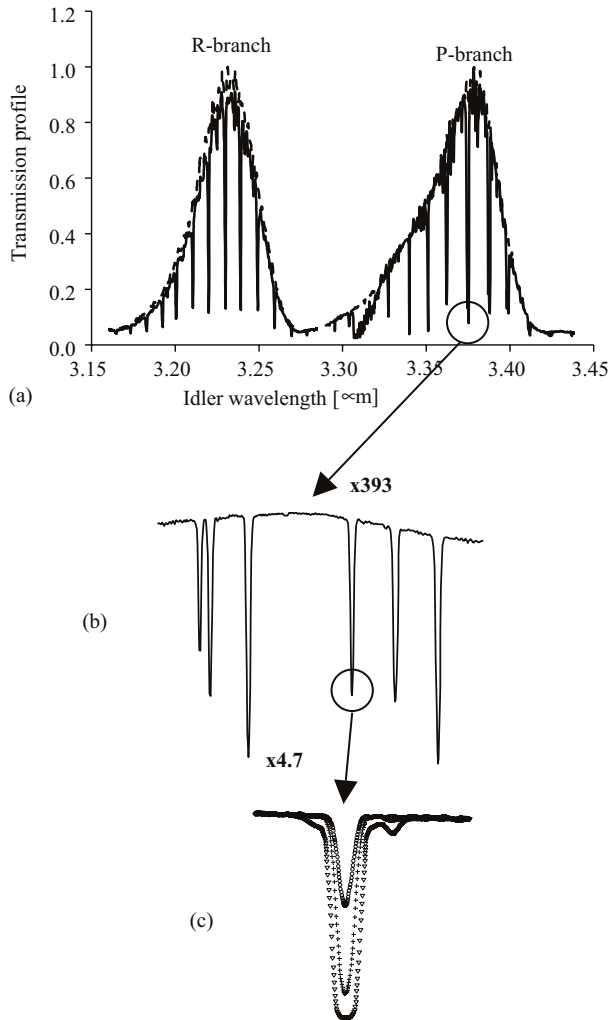 1.2
R-branch
P-branch
1.0
0.8
0.6
0.4
0.2
0.0
Transmission profile
3.15 3.20 3.25 3.30 3.35 3.40 3.45
(a)
Idler wavelength [∝m]
x393
(b)
x4.7
(c)